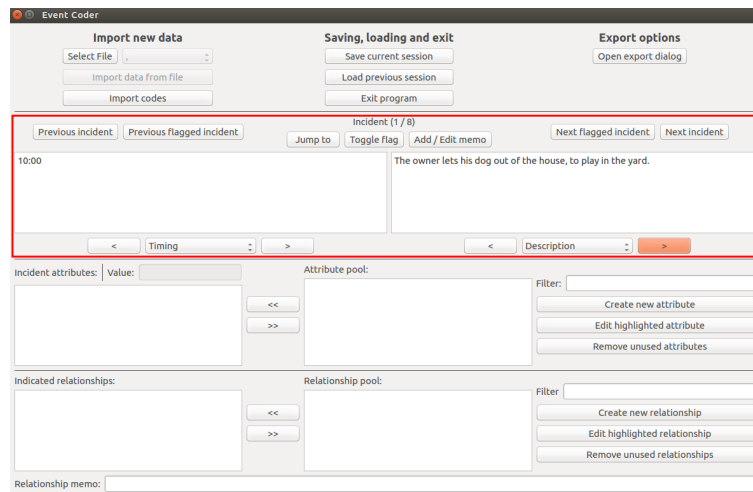 Event Coder
Import new data
Saving, loading and exit
Export options
Select File
,
Save current session
Open export dialog
Import data from file
Load previous session
Import codes
Exit program
Incident (1 / 8)
Previous incident
Previous flagged incident
Jump to
Toggle flag
Add / Edit memo
Next flagged incident
Next incident
10:00
The owner lets his dog out of the house, to play in the yard.
<
Timing
>
<
Description
>
Incident attributes:
Value:
Attribute pool:
Filter:
<<
>>
Create new attribute
Edit highlighted attribute
Remove unused attributes
Indicated relationships:
Relationship pool:
Filter
<<
>>
Create new relationship
Edit highlighted relationship
Remove unused relationships
Relationship memo: